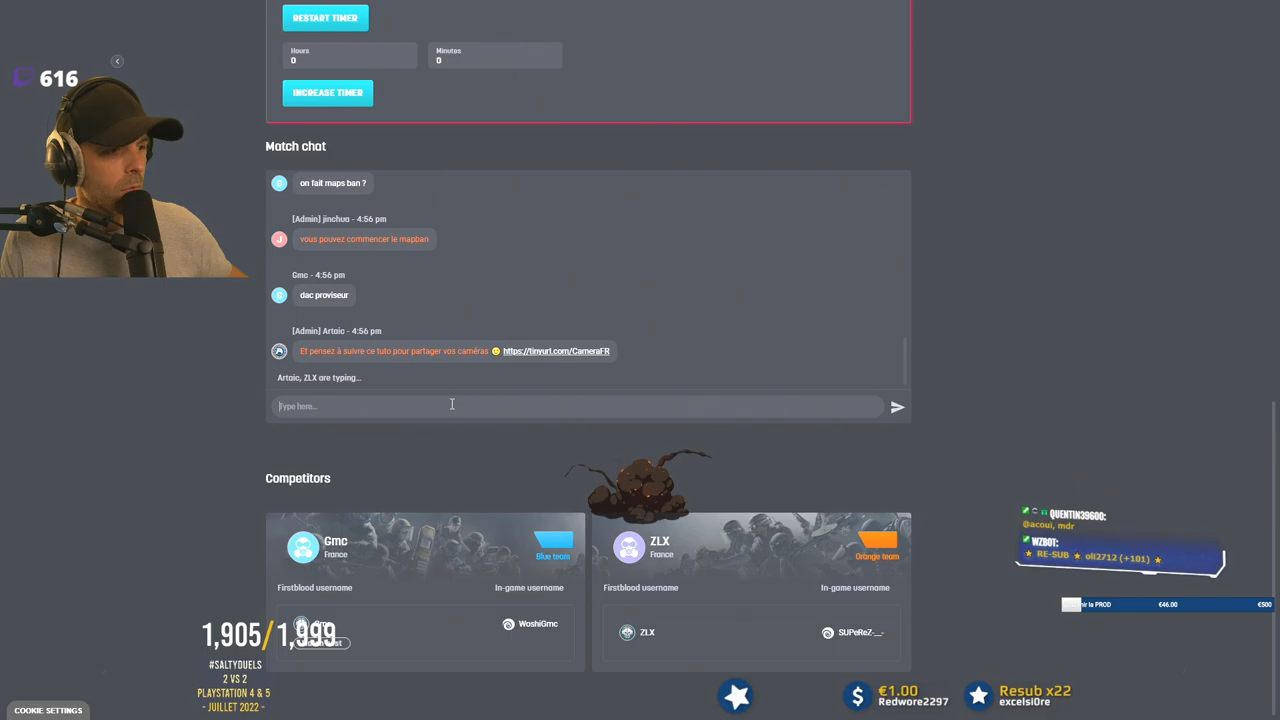 RESTART TIMER
Hours
0
Minutes
0
INCREASE TIMER
616
Match chat
G
on fait maps ban ?
[Admin] jinchua - 4:56 pm
J
vous pouvez commencer le mapban
Gmc - 4:56 pm
G
dac proviseur
[Admin] Artaic - 4:56 pm
Et pensez à suivre ce tuto pour partager vos caméras 🙂 https://tinyurl.com/CameraFR
Artaic, ZLX are typing...
Type here...
Competitors
Gmc
France
Blue team
ZLX
France
Orange team
Firstblood username
In-game username
Firstblood username
In-game username
Gmc
WoshiGmc
ZLX
SUPeReZ-__-
1,905/1,999
#SALTYDUELS
2 VS 2
PLAYSTATION 4 & 5
- JUILLET 2022 -
QUENTIN39600:
@acoui, mdr
WZBOT:
★ RE-SUB ★ oli2712 (+101) ★
le PROD
€46.00
€500
€1.00
Redwore2297
Resub x22
excelsi0re
COOKIE SETTINGS